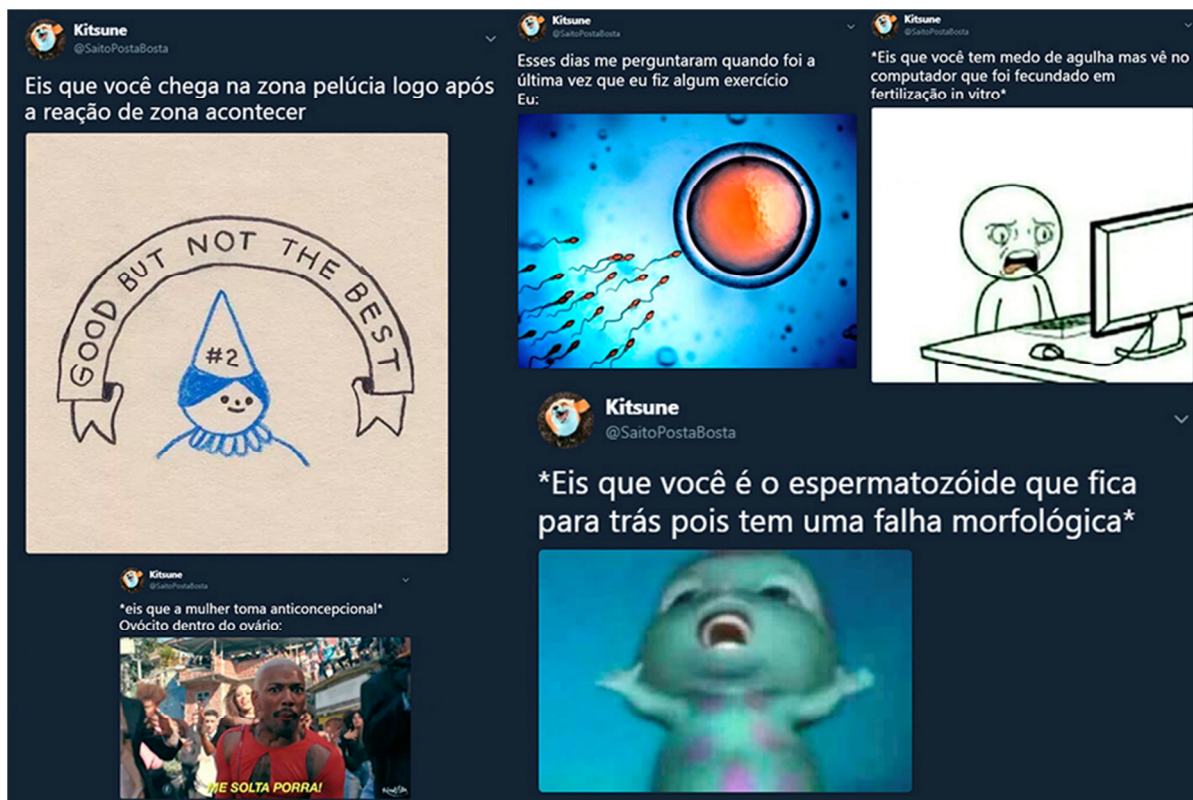 Kitsune
@SaitoPostaBosta
Eis que você chega na zona pelúcia logo após
a reação de zona acontecer
GOOD BUT NOT THE BEST
#2
Kitsune
@SaitoPostaBosta
Esses dias me perguntaram quando foi a
última vez que eu fiz algum exercício
Eu:
Kitsune
@SaitoPostaBosta
*Eis que você tem medo de agulha mas vê no
computador que foi fecundado em
fertilização in vitro*
Kitsune
@SaitoPostaBosta
*Eis que você é o espermatozóide que fica
para trás pois tem uma falha morfológica*
Kitsune
@SaitoPostaBosta
*eis que a mulher toma anticoncepcional*
Ovócito dentro do ovário:
ME SOLTA PORRA!